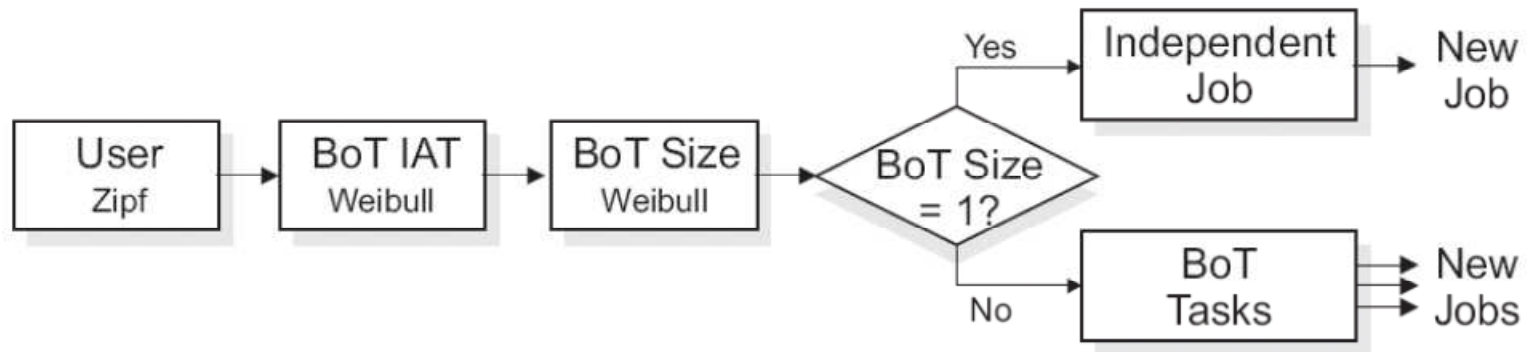 User
Zipf
BoT IAT
Weibull
BoT Size
Weibull
BoT Size
= 1?
Yes
Independent
Job
New
Job
No
BoT
Tasks
New
Jobs